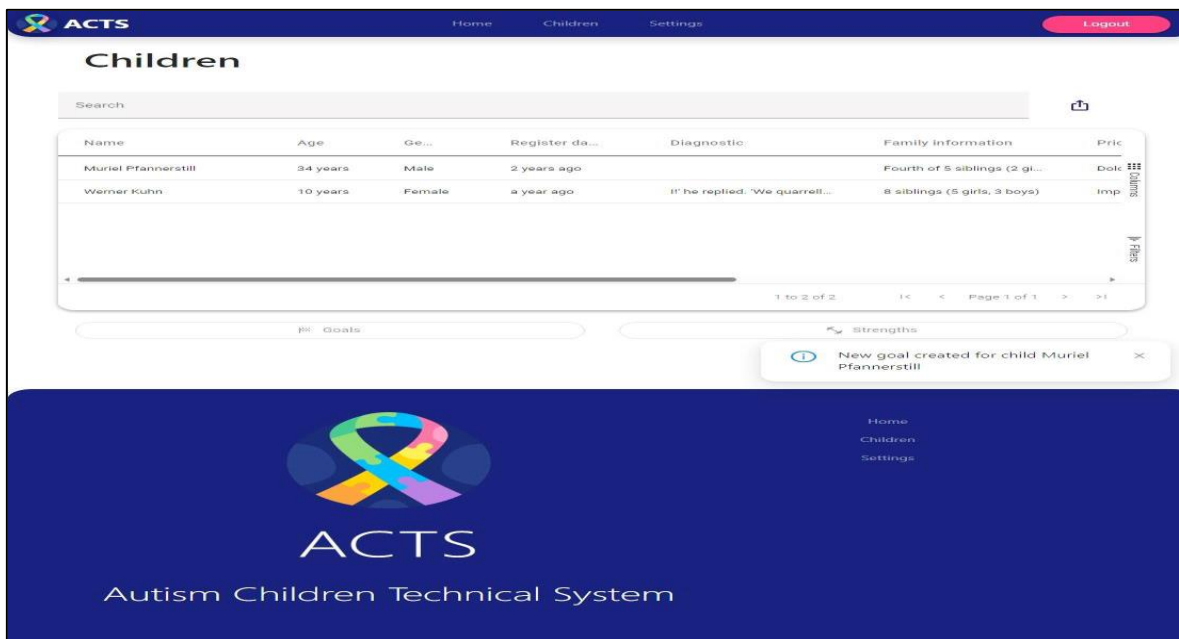 ACTS Home Children Settings Logout
Children
Search
Name Age Ge... Register da... Diagnostic Family information Pric
Muriel Pfannerstill 34 years Male 2 years ago Fourth of 5 siblings (2 gi... Dolc
Werner Kuhn 10 years Female a year ago I!' he replied. 'We quarrell... 8 siblings (5 girls, 3 boys) Imp
Columns
Filters
1 to 2 of 2 Page 1 of 1
Goals Strengths
New goal created for child Muriel
Pfannerstill
Home
Children
Settings
ACTS
Autism Children Technical System